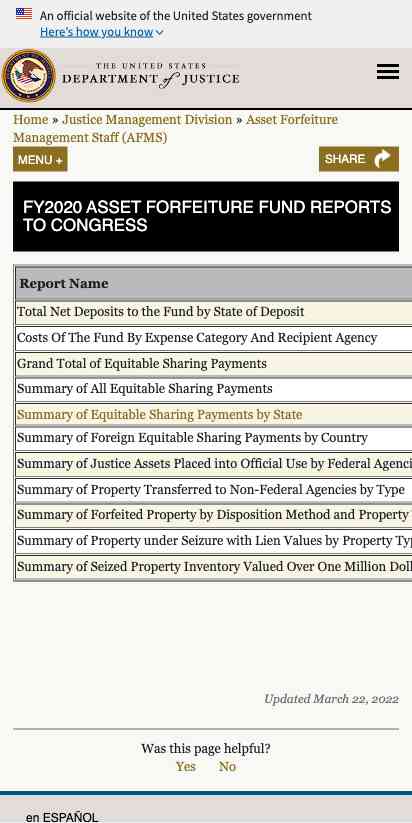 An official website of the United States government
Here's how you know
THE UNITED STATES
DEPARTMENT of JUSTICE
Home » Justice Management Division » Asset Forfeiture
Management Staff (AFMS)
MENU +
SHARE
FY2020 ASSET FORFEITURE FUND REPORTS
TO CONGRESS
Report Name
Total Net Deposits to the Fund by State of Deposit
Costs Of The Fund By Expense Category And Recipient Agency
Grand Total of Equitable Sharing Payments
Summary of All Equitable Sharing Payments
Summary of Equitable Sharing Payments by State
Summary of Foreign Equitable Sharing Payments by Country
Summary of Justice Assets Placed into Official Use by Federal Agenci
Summary of Property Transferred to Non-Federal Agencies by Type
Summary of Forfeited Property by Disposition Method and Property
Summary of Property under Seizure with Lien Values by Property Typ
Summary of Seized Property Inventory Valued Over One Million Doll
Updated March 22, 2022
Was this page helpful?
Yes No
en ESPAÑOL